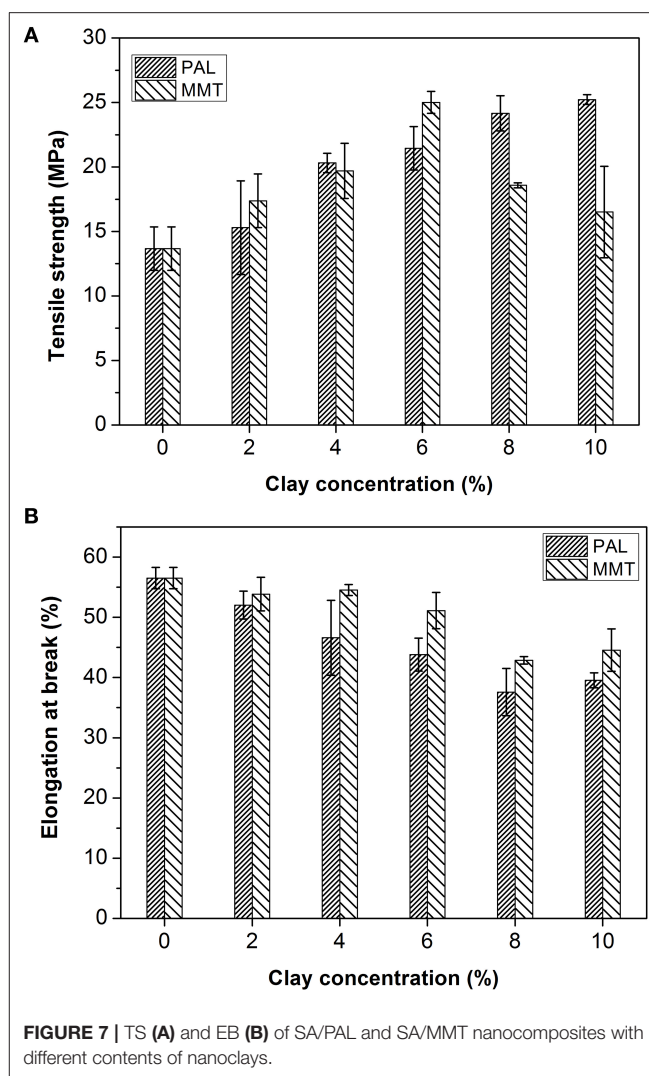 A
30
25
20
15
10
5
0
Tensile strength (MPa)
PAL
MMT
0 2 4 6 8 10
Clay concentration (%)
B
60
50
40
30
20
10
0
Elongation at break (%)
PAL
MMT
0 2 4 6 8 10
Clay concentration (%)
FIGURE 7 | TS (A) and EB (B) of SA/PAL and SA/MMT nanocomposites with
different contents of nanoclays.